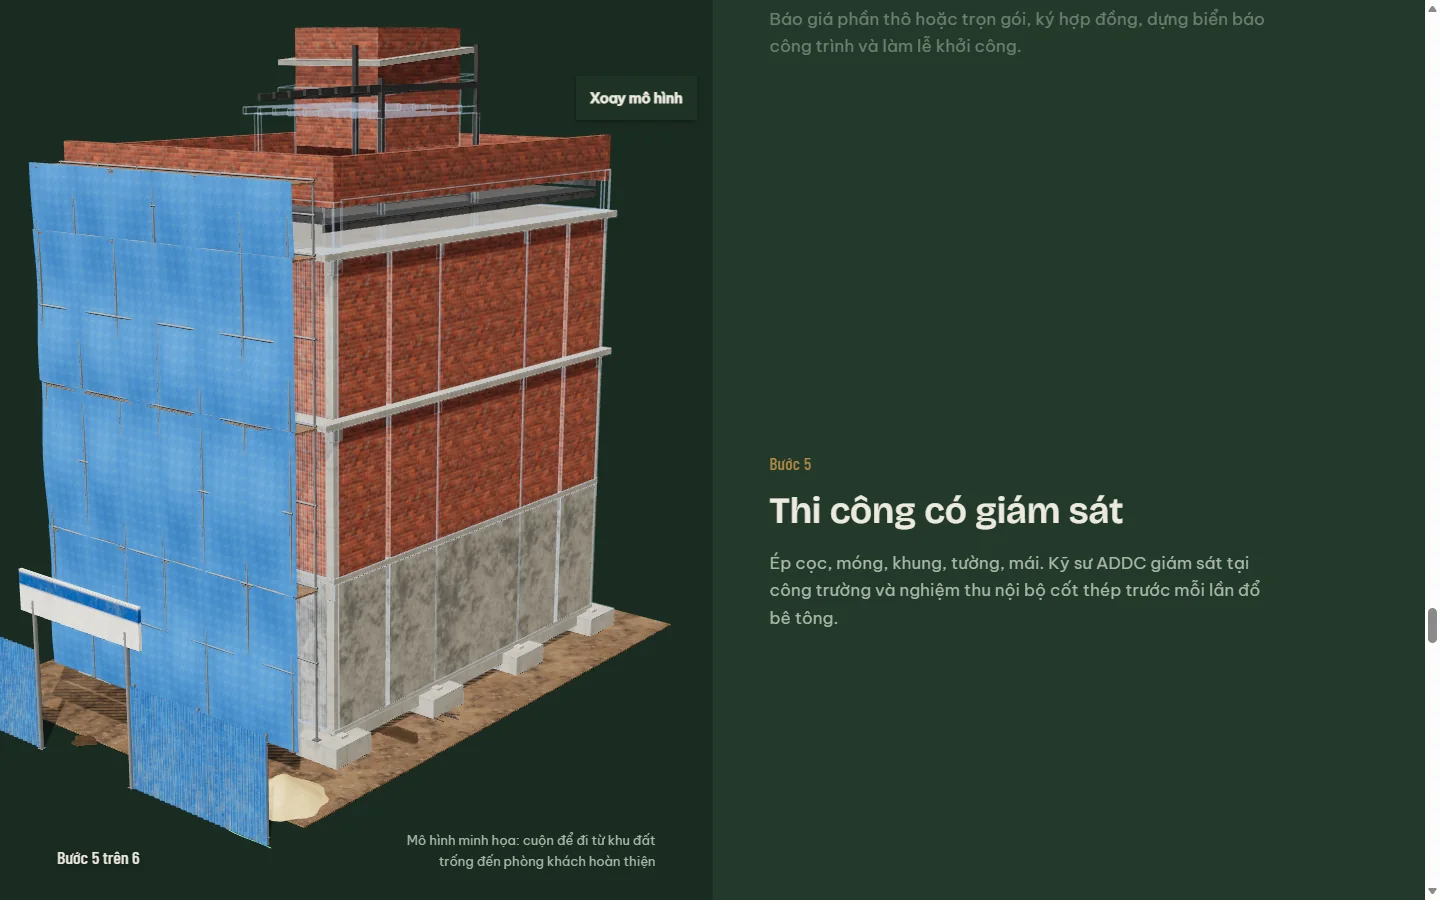 Báo giá phần thô hoặc trọn gói, ký hợp đồng, dựng biển báo
công trình và làm lễ khởi công.
Xoay mô hình
Bước 5
Thi công có giám sát
Ép cọc, móng, khung, tường, mái. Kỹ sư ADDC giám sát tại
công trường và nghiệm thu nội bộ cốt thép trước mỗi lần đổ
bê tông.
Mô hình minh họa: cuộn để đi từ khu đất
trống đến phòng khách hoàn thiện
Bước 5 trên 6